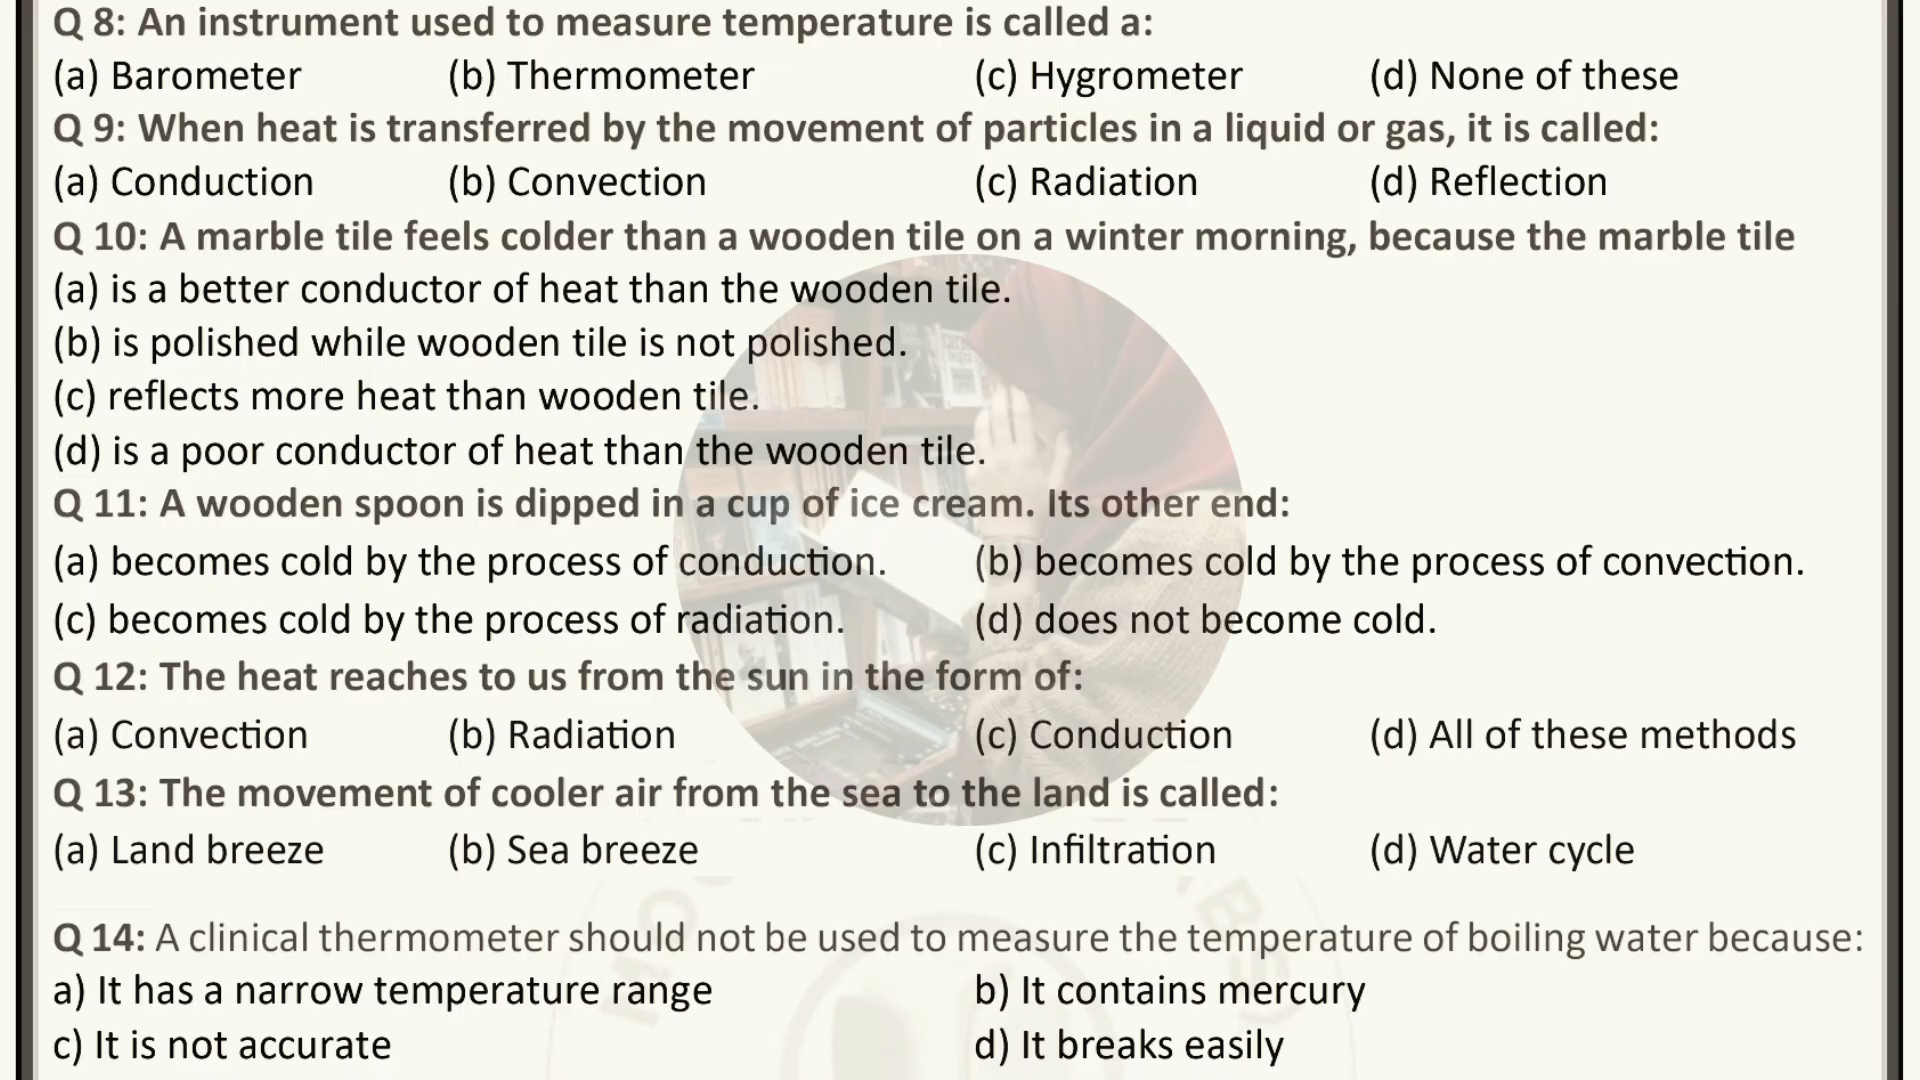 Q 8: An instrument used to measure temperature is called a:
(a) Barometer (b) Thermometer (c) Hygrometer (d) None of these
Q 9: When heat is transferred by the movement of particles in a liquid or gas, it is called:
(a) Conduction (b) Convection (c) Radiation (d) Reflection
Q 10: A marble tile feels colder than a wooden tile on a winter morning, because the marble tile
(a) is a better conductor of heat than the wooden tile.
(b) is polished while wooden tile is not polished.
(c) reflects more heat than wooden tile.
(d) is a poor conductor of heat than the wooden tile.
Q 11: A wooden spoon is dipped in a cup of ice cream. Its other end:
(a) becomes cold by the process of conduction. (b) becomes cold by the process of convection.
(c) becomes cold by the process of radiation. (d) does not become cold.
Q 12: The heat reaches to us from the sun in the form of:
(a) Convection (b) Radiation (c) Conduction (d) All of these methods
Q 13: The movement of cooler air from the sea to the land is called:
(a) Land breeze (b) Sea breeze (c) Infiltration (d) Water cycle
Q 14: A clinical thermometer should not be used to measure the temperature of boiling water because:
a) It has a narrow temperature range b) It contains mercury
c) It is not accurate d) It breaks easily